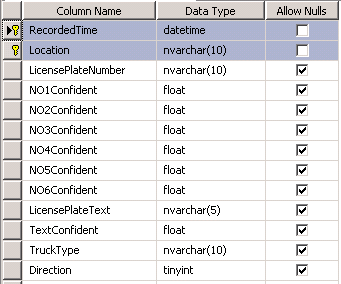 Column Name Data Type Allow Nulls
RecordedTime datetime
Location nvarchar(10)
LicensePlateNumber nvarchar(10)
NO1Confident float
NO2Confident float
NO3Confident float
NO4Confident float
NO5Confident float
NO6Confident float
LicensePlateText nvarchar(5)
TextConfident float
TruckType nvarchar(10)
Direction tinyint